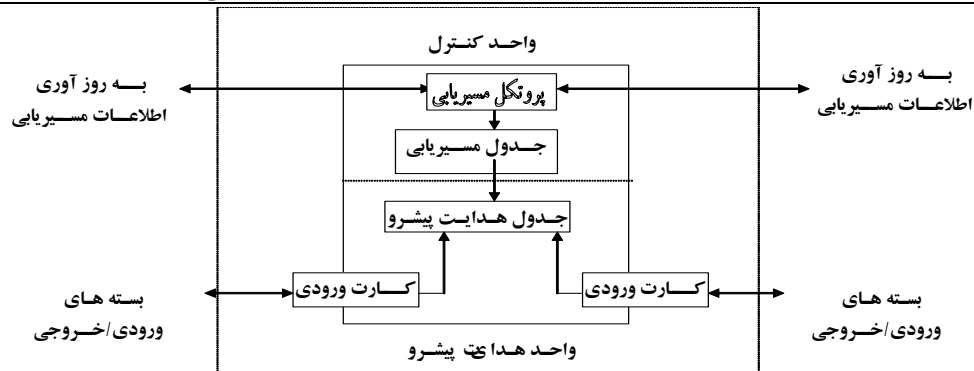 واحد کنترل
به روز آوری
اطلاعات مسیریابی
پروتکل مسیریابی
به روز آوری
اطلاعات مسیریابی
جدول مسیریابی
جدول هدایت پیشرو
کارت ورودی
کارت ورودی
بسته های
ورودی/خروجی
بسته های
ورودی/خروجی
واحد هدایت پیشرو